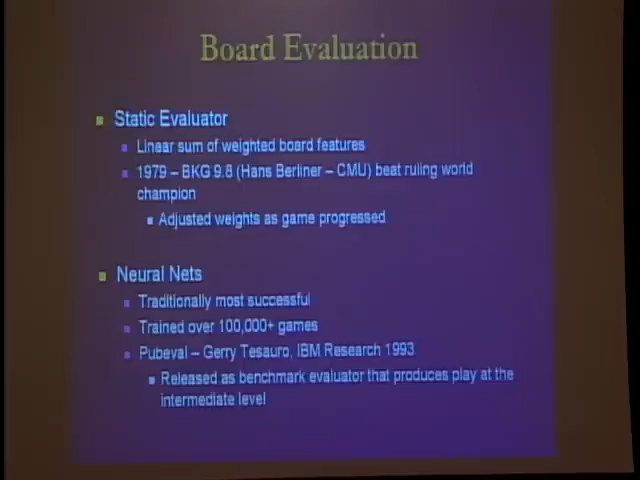 Board Evaluation
Static Evaluator
Linear sum of weighted board features
1979 – BKG 9.8 (Hans Berliner – CMU) beat ruling world
champion
Adjusted weights as game progressed
Neural Nets
Traditionally most successful
Trained over 100,000+ games
Pubeval – Gerry Tesauro, IBM Research 1993
Released as benchmark evaluator that produces play at the
intermediate level